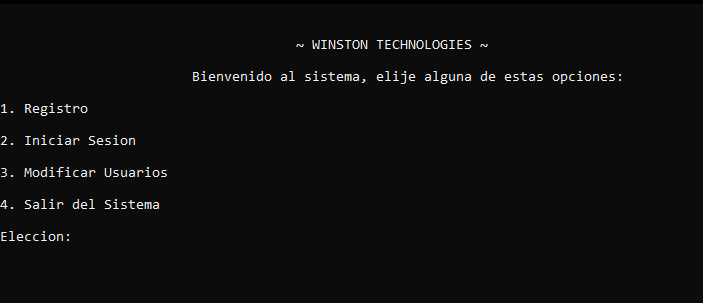 ~ WINSTON TECHNOLOGIES ~
Bienvenido al sistema, elije alguna de estas opciones:
1. Registro
2. Iniciar Sesion
3. Modificar Usuarios
4. Salir del Sistema
Eleccion: